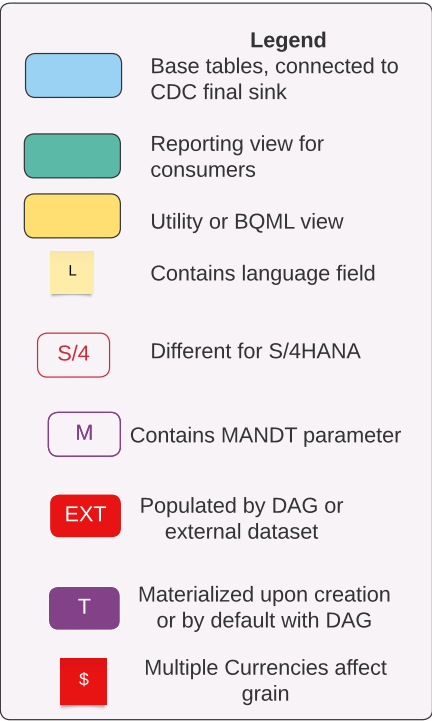 Legend
Base tables, connected to
CDC final sink
Reporting view for
consumers
Utility or BQML view
L
Contains language field
S/4
Different for S/4HANA
M
Contains MANDT parameter
EXT
Populated by DAG or
external dataset
T
Materialized upon creation
or by default with DAG
$
Multiple Currencies affect
grain